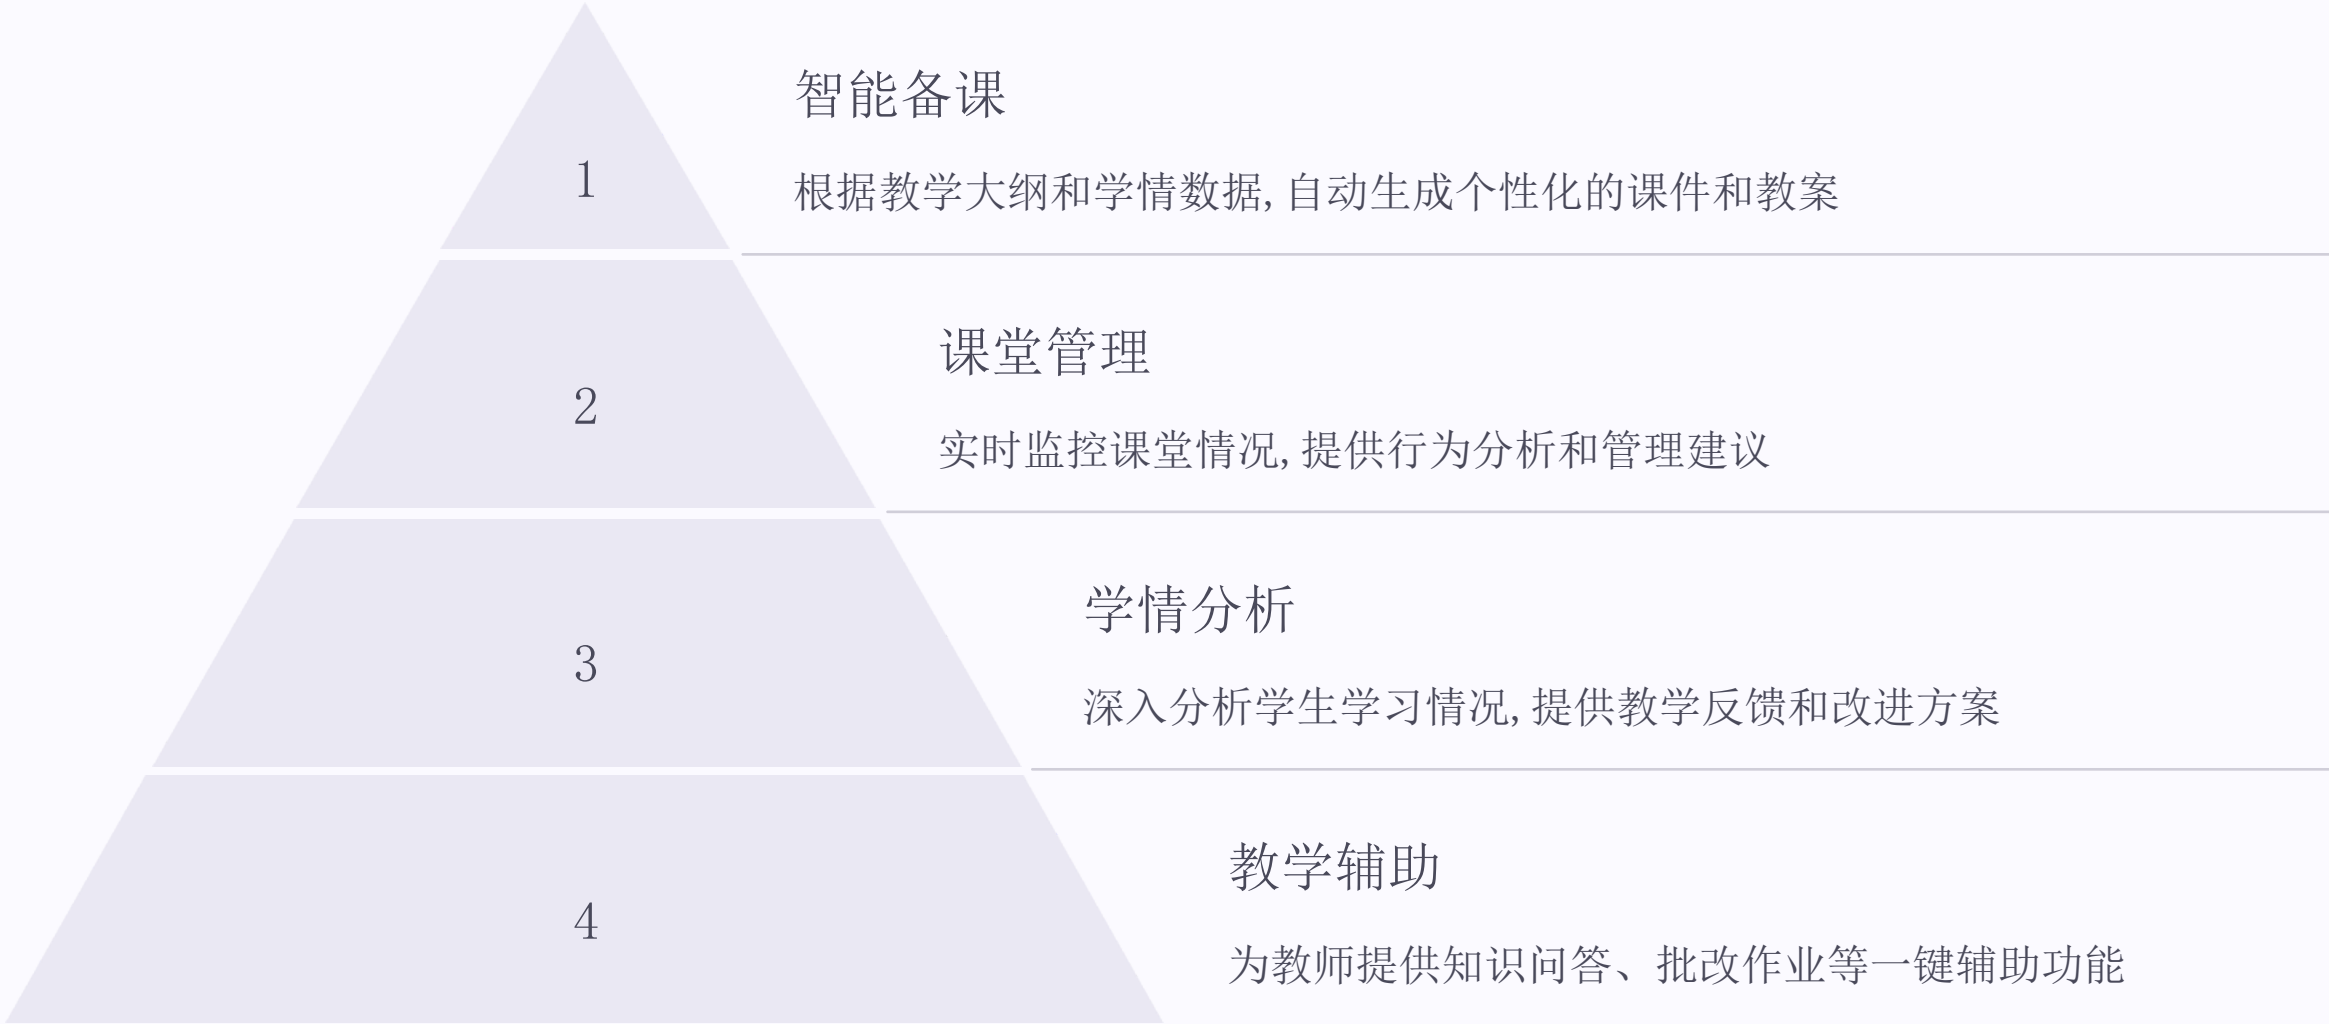 智能备课
1
根据教学大纲和学情数据, 自动生成个性化的课件和教案
课堂管理
2
实时监控课堂情况, 提供行为分析和管理建议
学情分析
3
深入分析学生学习情况, 提供教学反馈和改进方案
教学辅助
4
为教师提供知识问答、批改作业等一键辅助功能